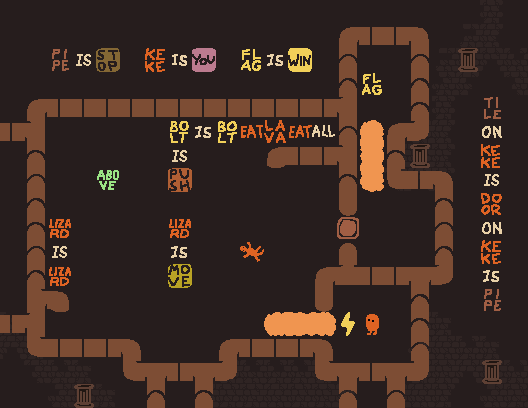 PIPE IS STOP KEKE IS YOU FLAG IS WIN
FLAG
BOLT IS BOLT EAT LAVA EAT ALL
IS
ABOVE PUSH
LIZARD LIZARD
IS IS
LIZARD MOVE
TILE
ON
KEKE
IS
DOOR
ON
KEKE
IS
PIPE